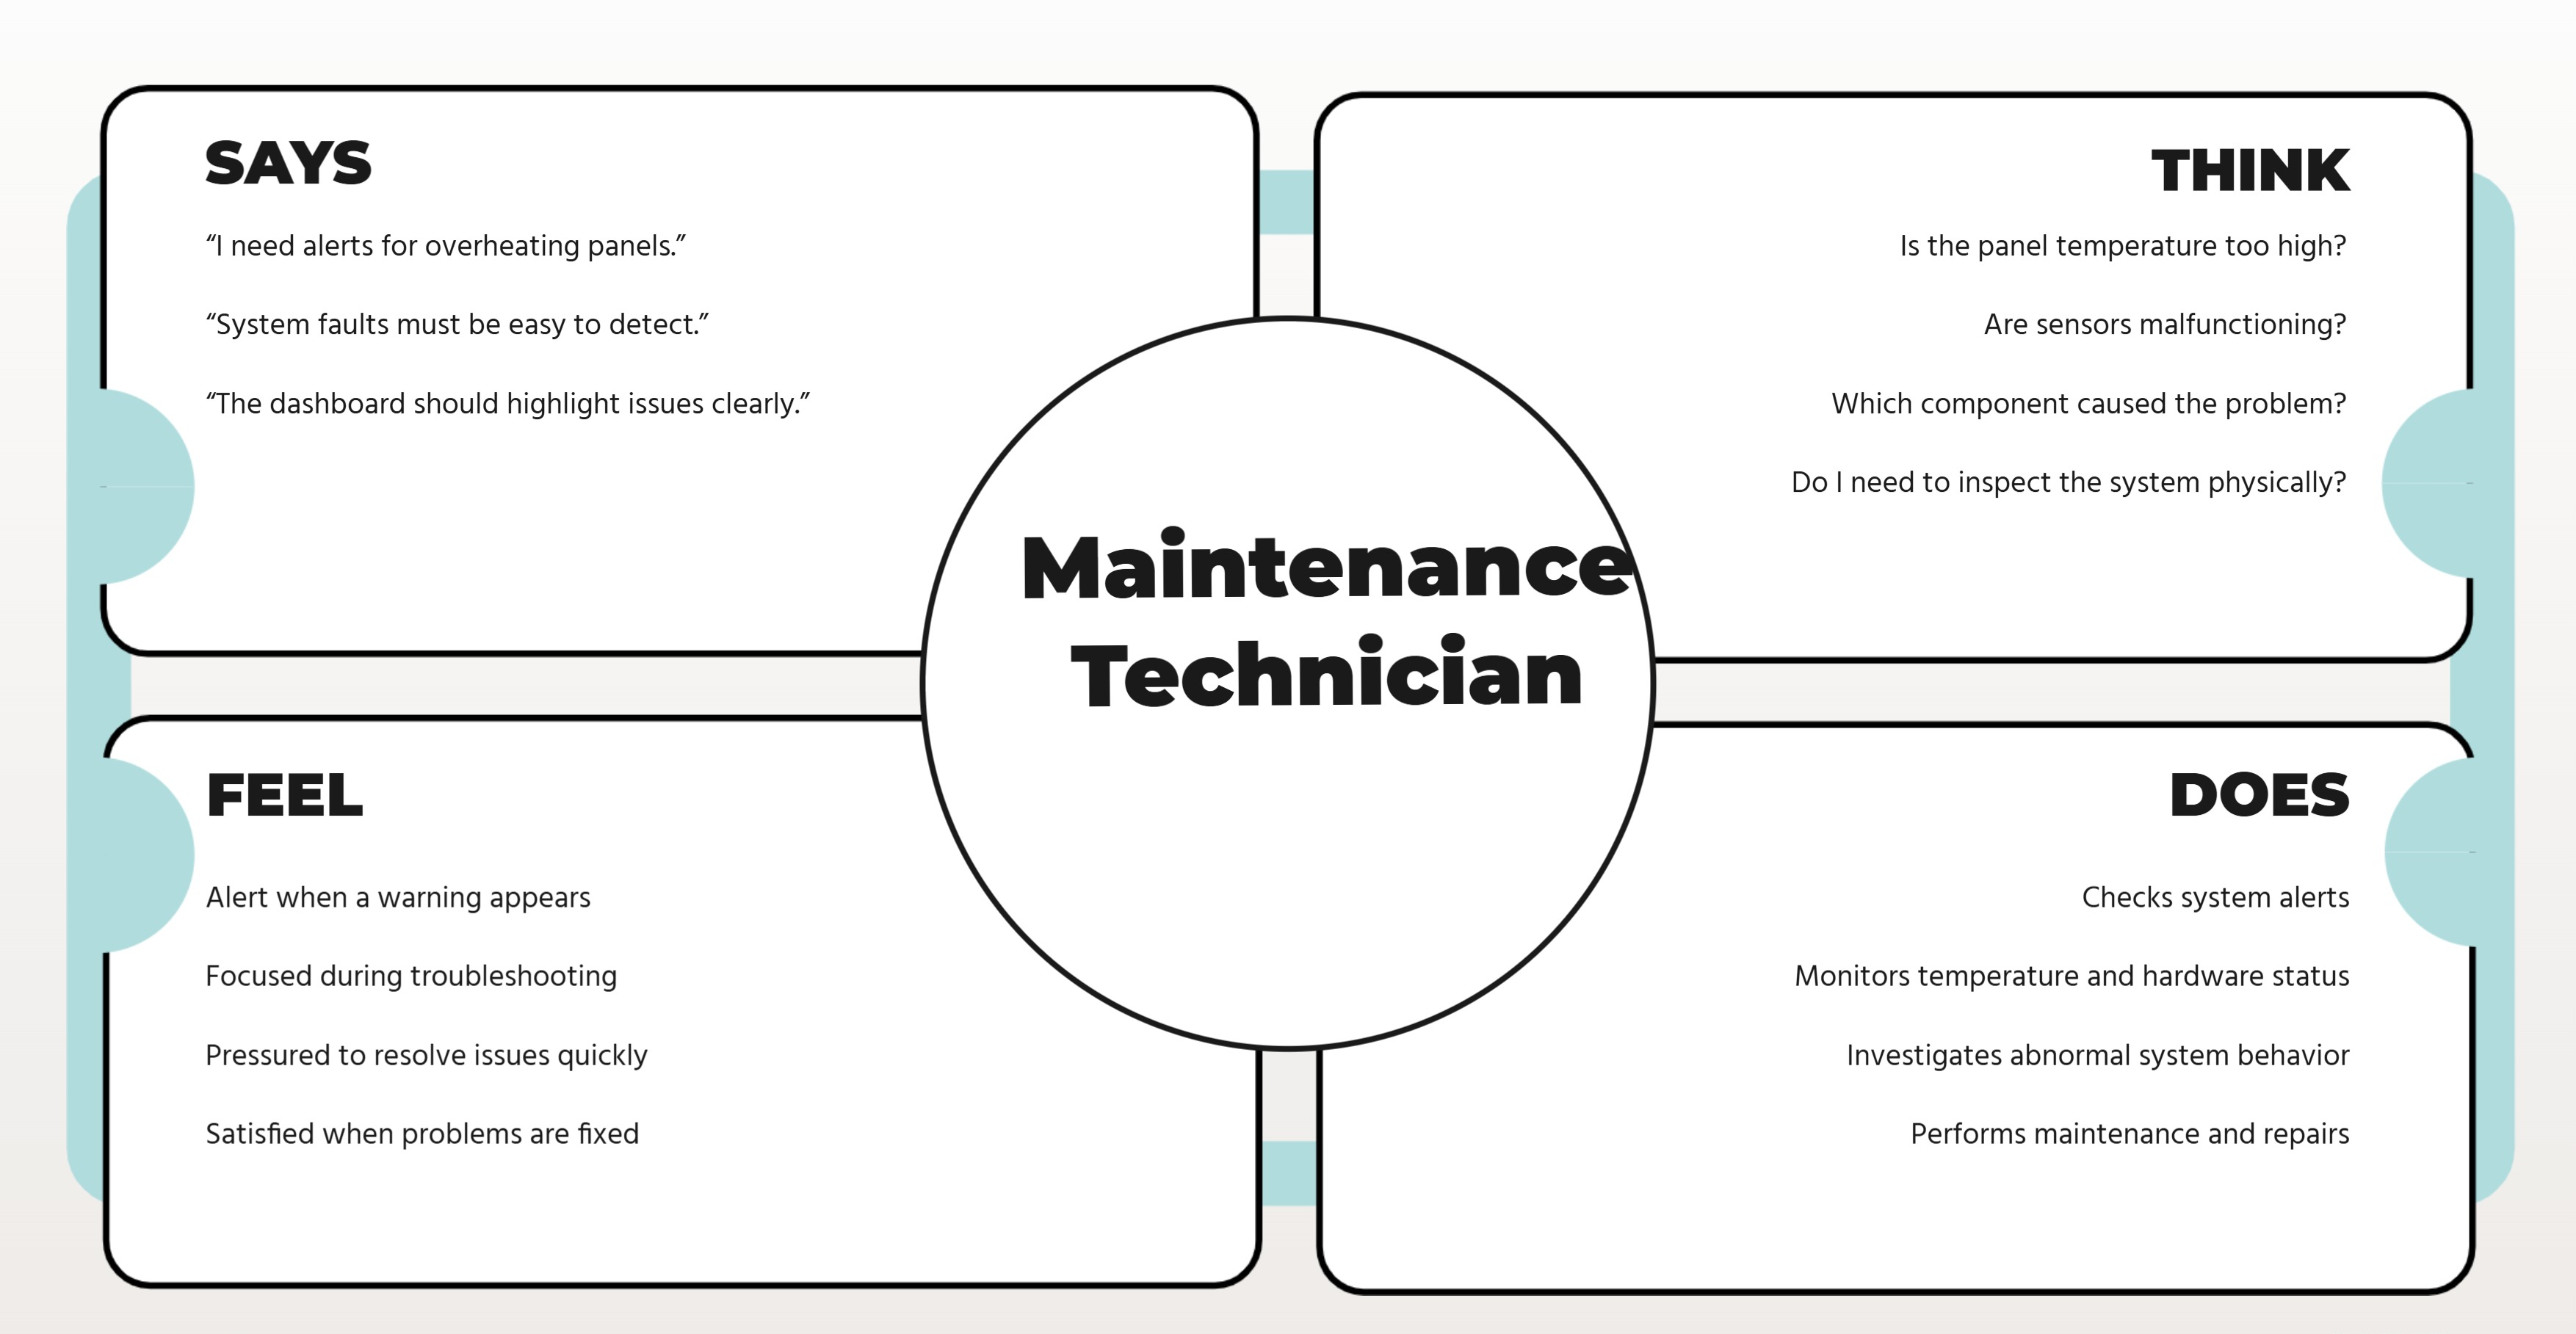 SAYS
“I need alerts for overheating panels.”
“System faults must be easy to detect.”
“The dashboard should highlight issues clearly.”
THINK
Is the panel temperature too high?
Are sensors malfunctioning?
Which component caused the problem?
Do I need to inspect the system physically?
Maintenance
Technician
FEEL
Alert when a warning appears
Focused during troubleshooting
Pressured to resolve issues quickly
Satisfied when problems are fixed
DOES
Checks system alerts
Monitors temperature and hardware status
Investigates abnormal system behavior
Performs maintenance and repairs